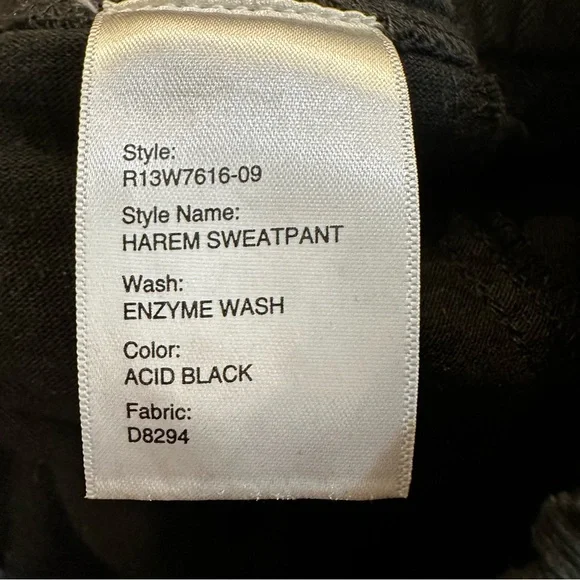 Style:
R13W7616-09
Style Name:
HAREM SWEATPANT
Wash:
ENZYME WASH
Color:
ACID BLACK
Fabric:
D8294